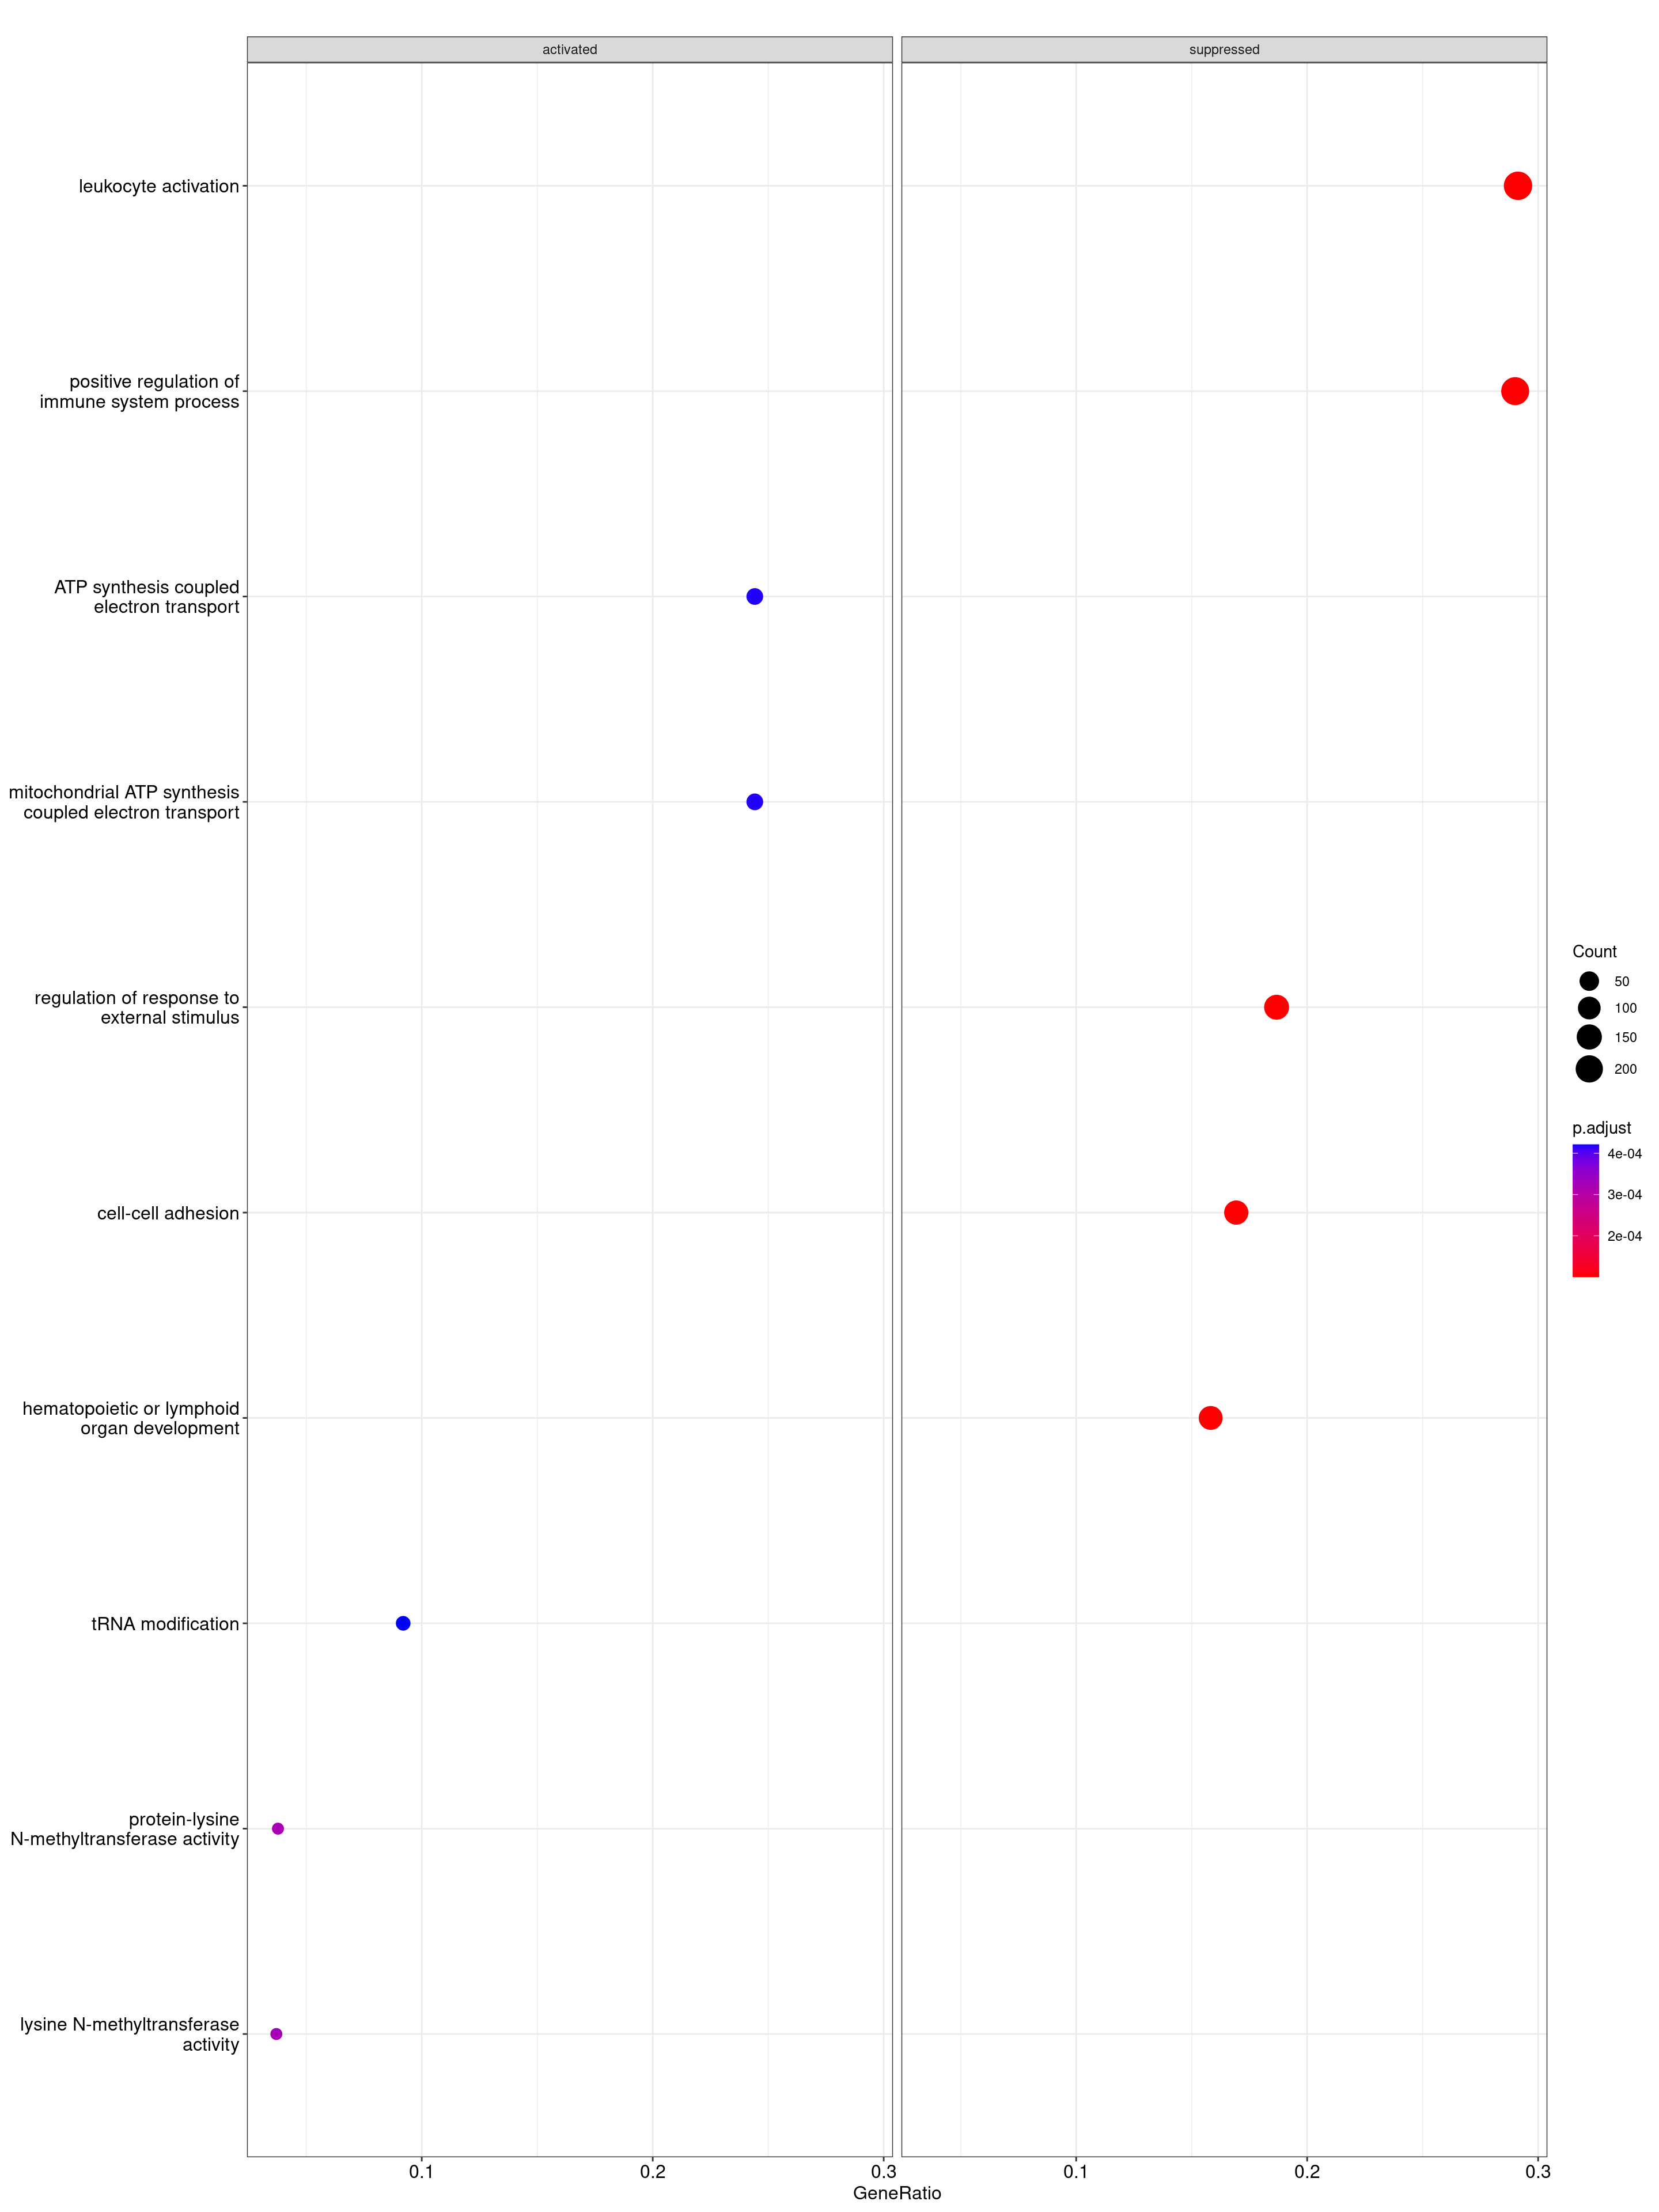 activated
suppressed
leukocyte activation
positive regulation of
immune system process
ATP synthesis coupled
electron transport
mitochondrial ATP synthesis
coupled electron transport
regulation of response to
external stimulus
cell-cell adhesion
hematopoietic or lymphoid
organ development
tRNA modification
protein-lysine
N-methyltransferase activity
lysine N-methyltransferase
activity
0.1
0.2
0.3
0.1
0.2
0.3
GeneRatio
Count
50
100
150
200
p.adjust
4e-04
3e-04
2e-04